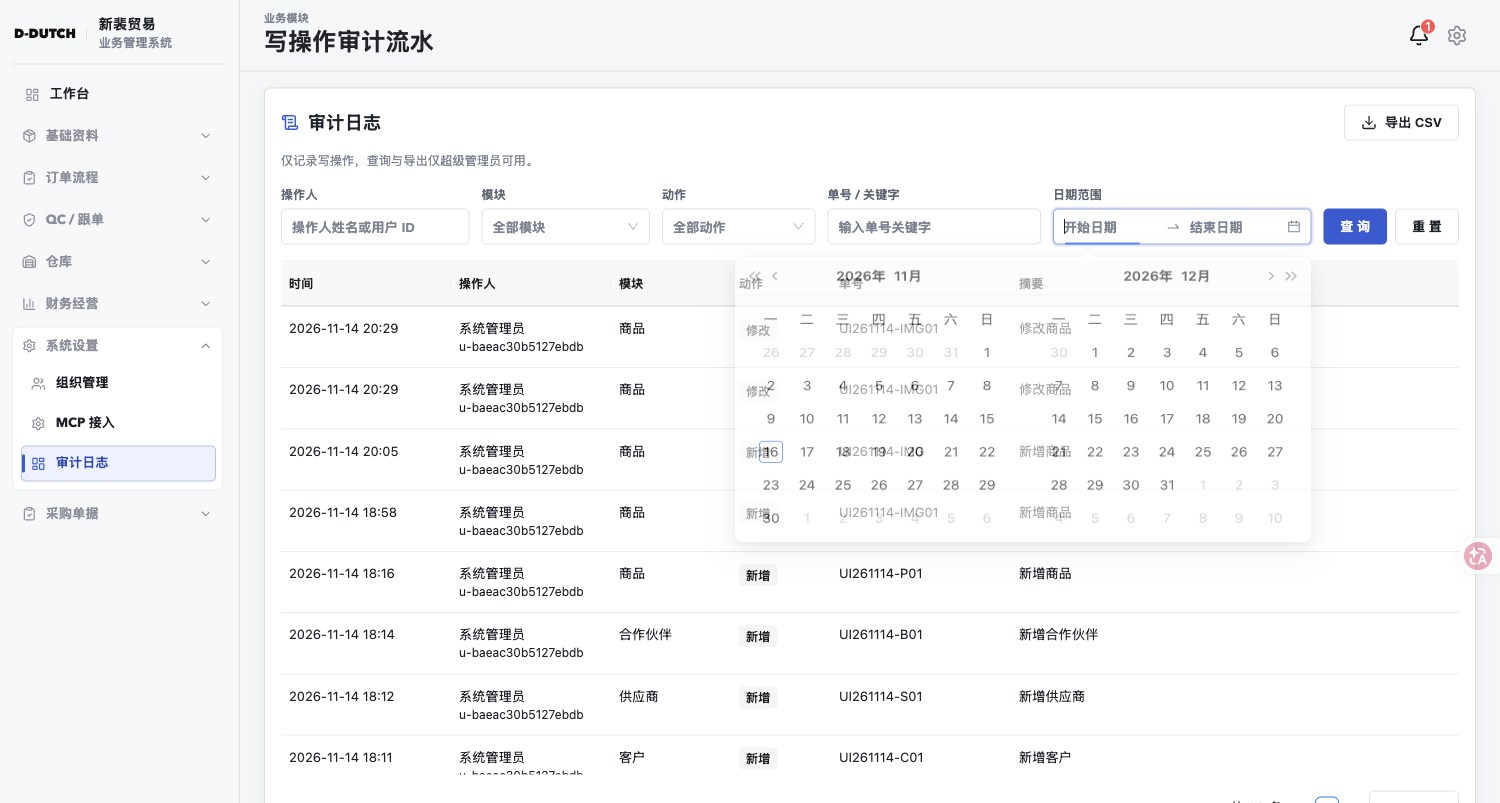 D-DUTCH
新裴贸易
业务管理系统
工作台
基础资料
订单流程
QC / 跟单
仓库
财务经营
系统设置
组织管理
MCP 接入
审计日志
采购单据
业务模块
写操作审计流水
1
审计日志
导出 CSV
仅记录写操作，查询与导出仅超级管理员可用。
操作人 模块 动作 单号 / 关键字 日期范围
操作人姓名或用户 ID 全部模块 全部动作 输入单号关键字 开始日期 → 结束日期 查 询 重 置
时间 操作人 模块 动作 单号 摘要
2026-11-14 20:29 系统管理员 商品 修改 UI261114-IMG01 修改商品
u-baeac30b5127ebdb
2026-11-14 20:29 系统管理员 商品 修改 UI261114-IMG01 修改商品
u-baeac30b5127ebdb
2026-11-14 20:05 系统管理员 商品 新增 UI261114-IMG01 新增商品
u-baeac30b5127ebdb
2026-11-14 18:58 系统管理员 商品 新增 UI261114-IMG01 新增商品
u-baeac30b5127ebdb
2026-11-14 18:16 系统管理员 商品 新增 UI261114-P01 新增商品
u-baeac30b5127ebdb
2026-11-14 18:14 系统管理员 合作伙伴 新增 UI261114-B01 新增合作伙伴
u-baeac30b5127ebdb
2026-11-14 18:12 系统管理员 供应商 新增 UI261114-S01 新增供应商
u-baeac30b5127ebdb
2026-11-14 18:11 系统管理员 客户 新增 UI261114-C01 新增客户
2026年 11月
一 二 三 四 五 六 日
26 27 28 29 30 31 1
2 3 4 5 6 7 8
9 10 11 12 13 14 15
16 17 18 19 20 21 22
23 24 25 26 27 28 29
30 1 2 3 4 5 6
2026年 12月
一 二 三 四 五 六 日
30 1 2 3 4 5 6
7 8 9 10 11 12 13
14 15 16 17 18 19 20
21 22 23 24 25 26 27
28 29 30 31 1 2 3
4 5 6 7 8 9 10